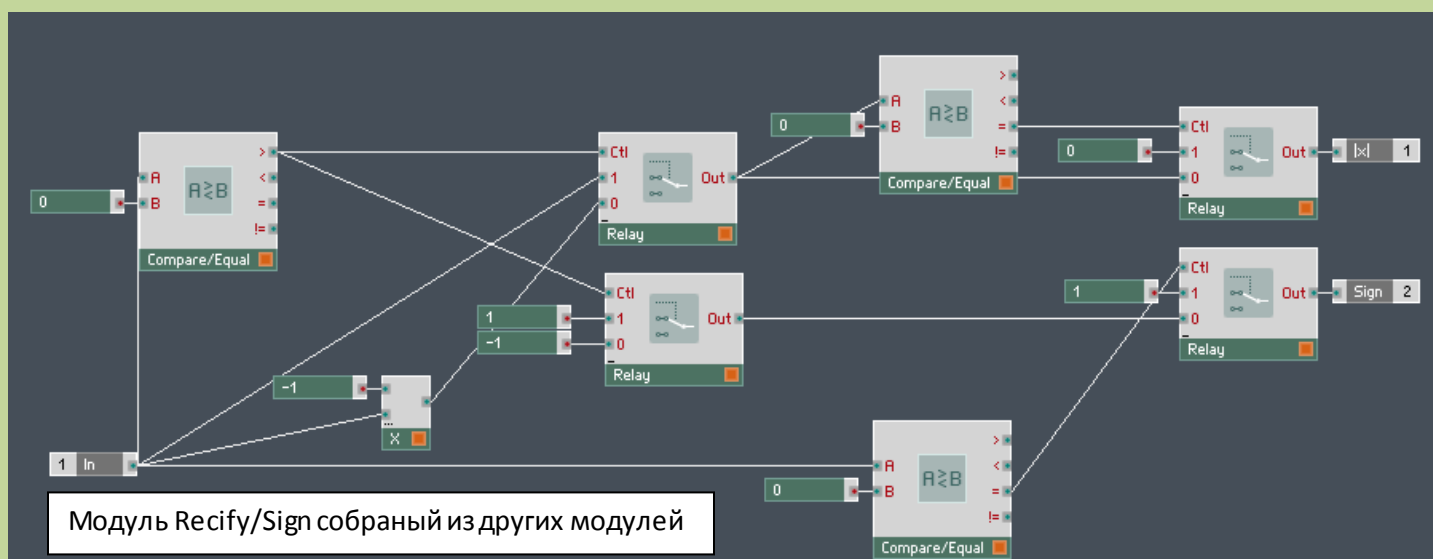 0
A
B
A≷B
>
<
=
!=
Compare/Equal
Ctl
1
0
Out
Relay
0
A
B
A≷B
>
<
=
!=
Compare/Equal
0
Ctl
1
0
Out
Relay
|x| 1
1
-1
Ctl
1
0
Out
Relay
1
Ctl
1
0
Out
Relay
Sign 2
-1
...
X
1 In
0
A
B
A≷B
>
<
=
!=
Compare/Equal
Модуль Recify/Sign собраный из других модулей